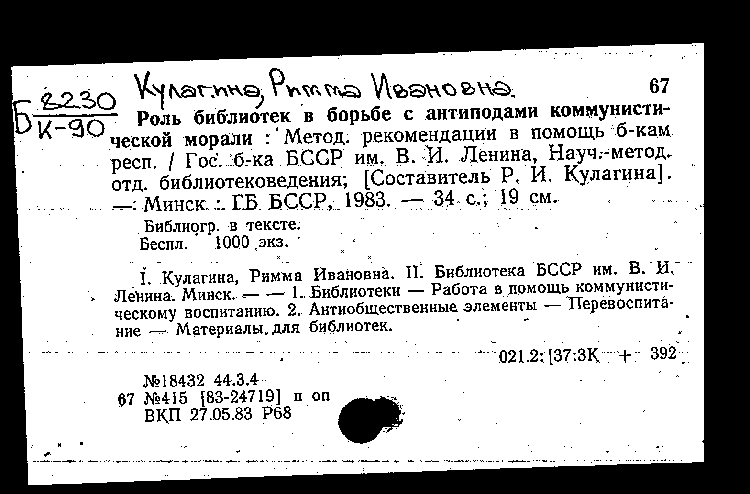 Кулагина, Римма Ивановна.
67
Б 8230
К-90
Роль библиотек в борьбе с антиподами коммунисти-
ческой морали : Метод. рекомендации в помощь б-кам
респ. / Гос. б-ка БССР им. В. И. Ленина, Науч.-метод.
отд. библиотековедения; [Составитель Р. И. Кулагина].
— Минск : ГБ БССР, 1983. — 34 с.; 19 см.
Библиогр. в тексте.
Беспл. 1000 экз.
I. Кулагина, Римма Ивановна. II. Библиотека БССР им. В. И.
Ленина. Минск. — — 1. Библиотеки — Работа в помощь коммунисти-
ческому воспитанию. 2. Антиобщественные элементы — Перевоспита-
ние — Материалы для библиотек.
021.2: [37:3К + 392
№18432 44.3.4
67 №415 [83-24719] п оп
ВКП 27.05.83 Р68